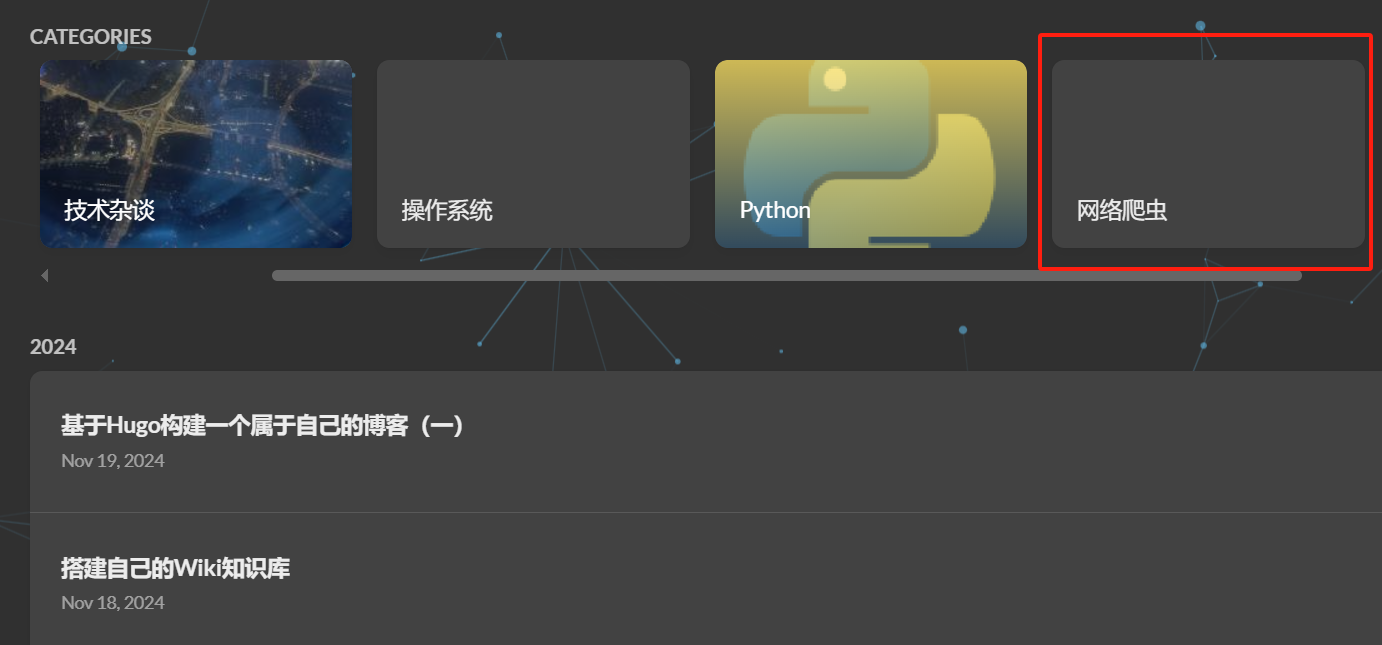 CATEGORIES
技术杂谈
操作系统
Python
网络爬虫
2024
基于Hugo构建一个属于自己的博客（一）
Nov 19, 2024
搭建自己的Wiki知识库
Nov 18, 2024